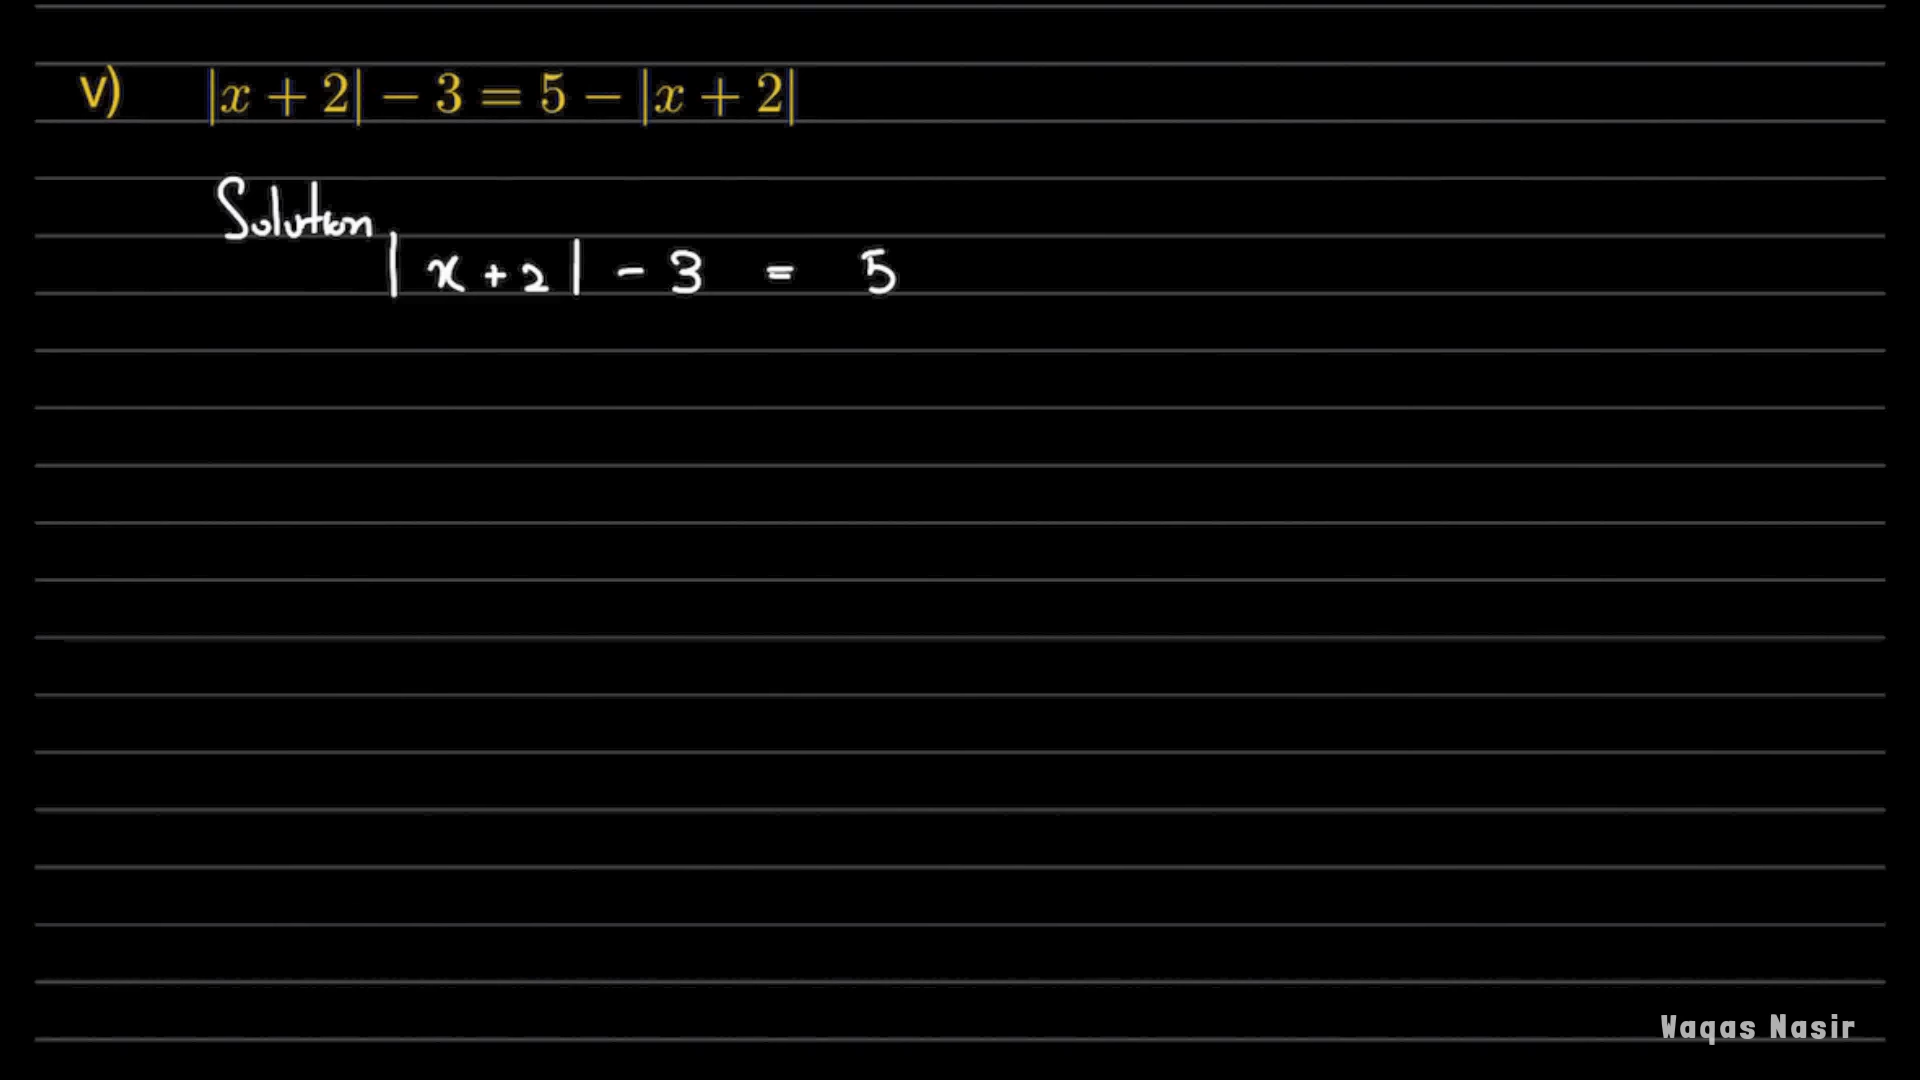 v) |x + 2| − 3 = 5 − |x + 2|
Solution
|x + 2| - 3 = 5
Waqas Nasir